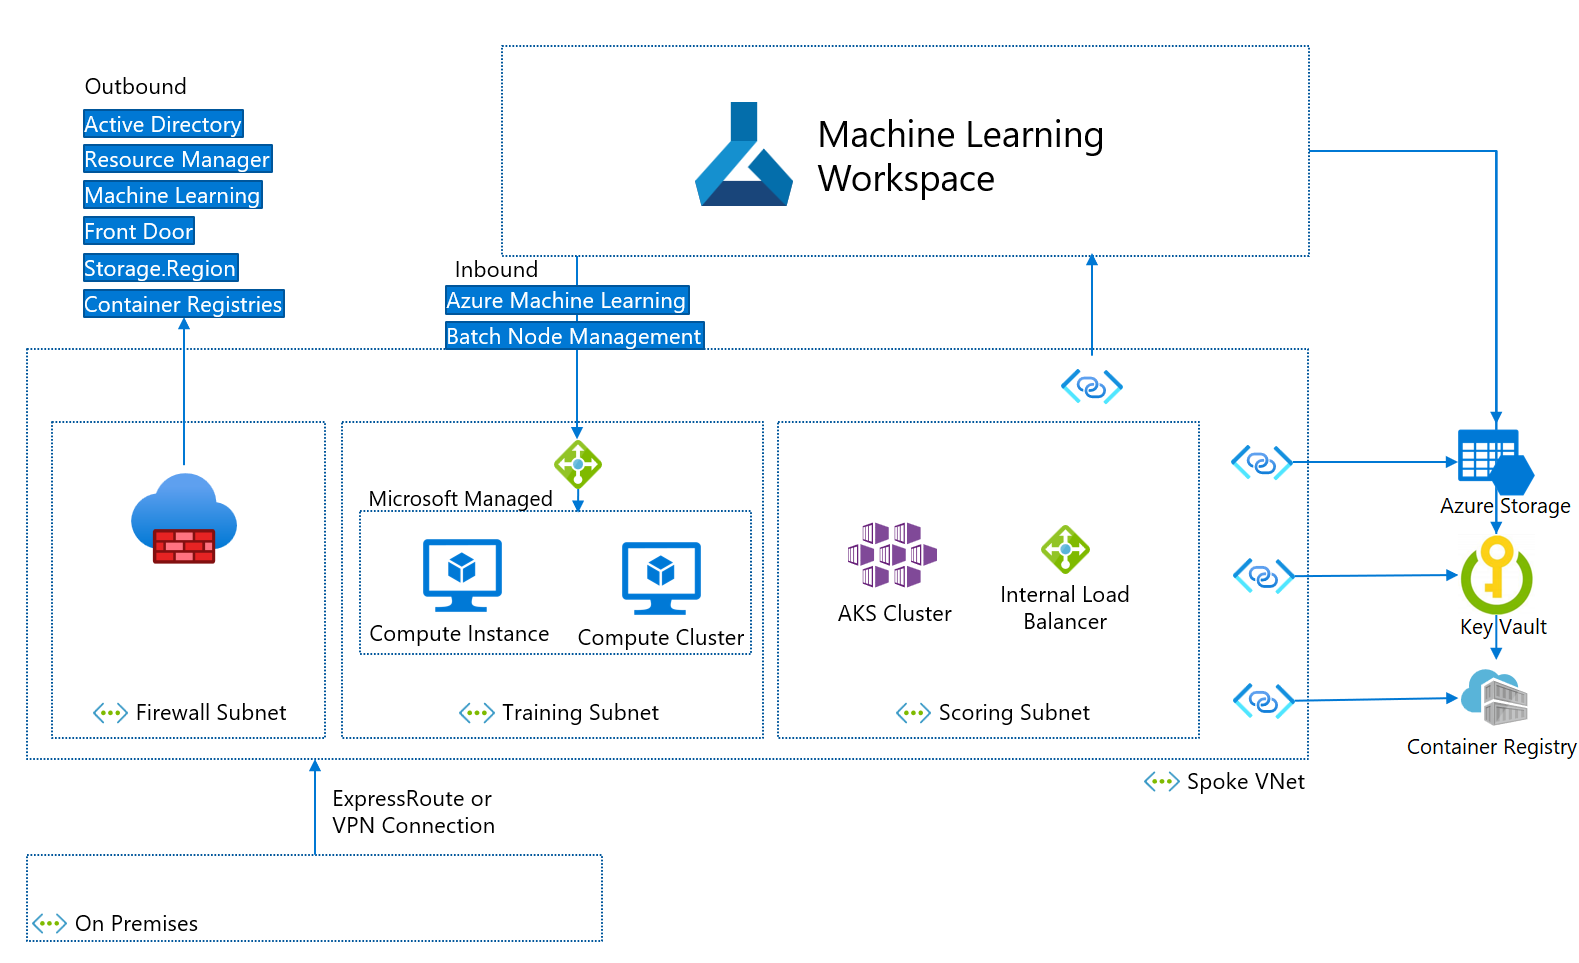 Outbound
Active Directory
Resource Manager
Machine Learning
Front Door
Storage.Region
Container Registries
Machine Learning
Workspace
Inbound
Azure Machine Learning
Batch Node Management
Microsoft Managed
Compute Instance
Compute Cluster
AKS Cluster
Internal Load
Balancer
Azure Storage
Key Vault
Container Registry
Firewall Subnet
Training Subnet
Scoring Subnet
Spoke VNet
ExpressRoute or
VPN Connection
On Premises